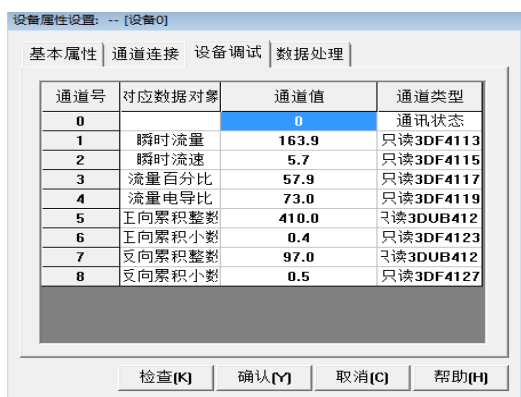 设备属性设置: -- [设备0]
基本属性 通道连接 设备调试 数据处理
通道号 对应数据对象 通道值 通道类型
0 0 通讯状态
1 瞬时流量 163.9 只读3DF4113
2 瞬时流速 5.7 只读3DF4115
3 流量百分比 57.9 只读3DF4117
4 流量电导比 73.0 只读3DF4119
5 正向累积整数 410.0 只读3DUB412
6 正向累积小数 0.4 只读3DF4123
7 反向累积整数 97.0 只读3DUB412
8 反向累积小数 0.5 只读3DF4127
检查(K) 确认(Y) 取消(C) 帮助(H)